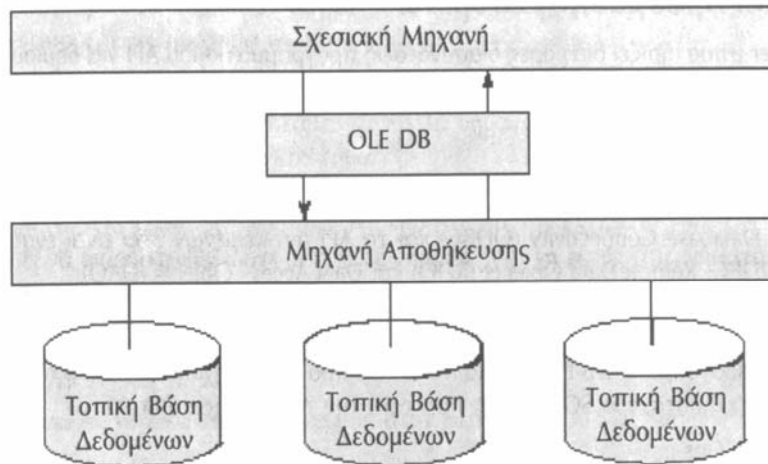 Σχεσιακή Μηχανή
OLE DB
Μηχανή Αποθήκευσης
Τοπική Βάση
Δεδομένων
Τοπική Βάση
Δεδομένων
Τοπική Βάση
Δεδομένων